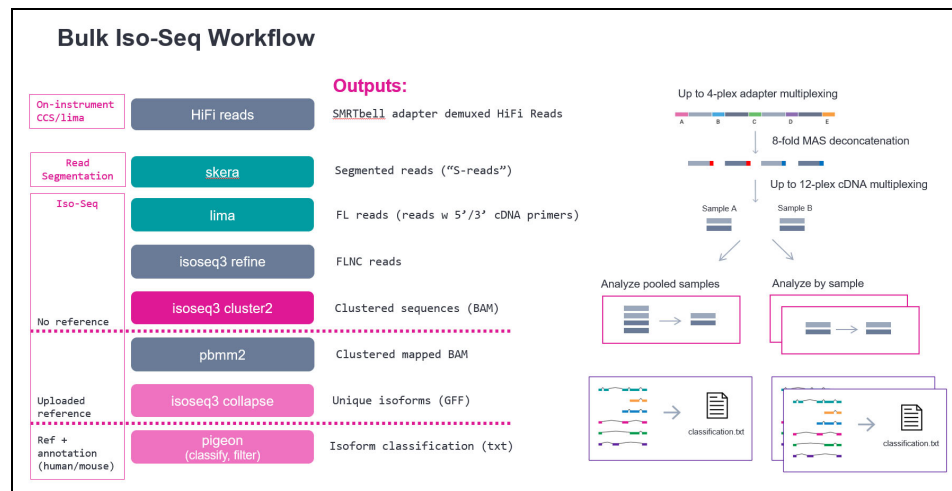 Bulk Iso-Seq Workflow
Outputs:
On-instrument
CCS/lima
HiFi reads
SMRTbell adapter demuxed HiFi Reads
Read
Segmentation
skera
Segmented reads (“S-reads”)
Iso-Seq
lima
FL reads (reads w 5’/3’ cDNA primers)
isoseq3 refine
FLNC reads
isoseq3 cluster2
Clustered sequences (BAM)
No reference
pbmm2
Clustered mapped BAM
Uploaded
reference
isoseq3 collapse
Unique isoforms (GFF)
Ref +
annotation
(human/mouse)
pigeon
(classify, filter)
Isoform classification (txt)
Up to 4-plex adapter multiplexing
A B C D E
8-fold MAS deconcatenation
Up to 12-plex cDNA multiplexing
Sample A
Sample B
Analyze pooled samples
Analyze by sample
classification.txt
classification.txt